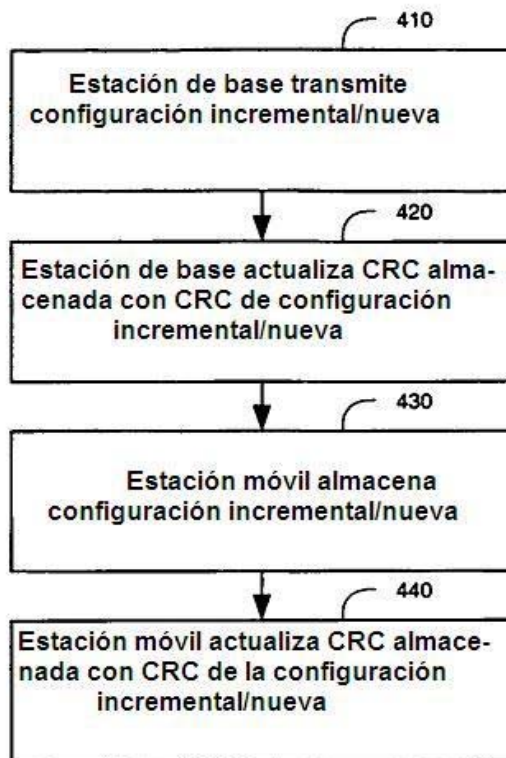 410
Estación de base transmite
configuración incremental/nueva
420
Estación de base actualiza CRC alma-
cenada con CRC de configuración
incremental/nueva
430
Estación móvil almacena
configuración incremental/nueva
440
Estación móvil actualiza CRC almace-
nada con CRC de la configuración
incremental/nueva